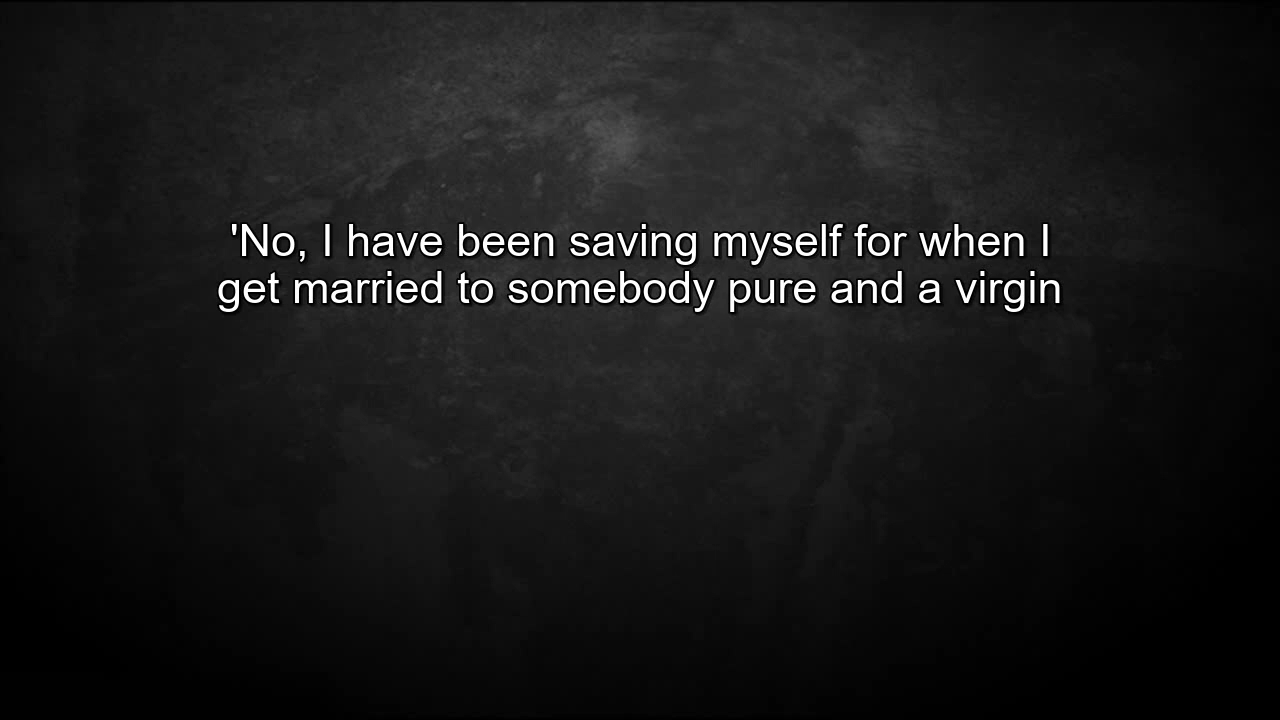 'No, I have been saving myself for when I
get married to somebody pure and a virgin